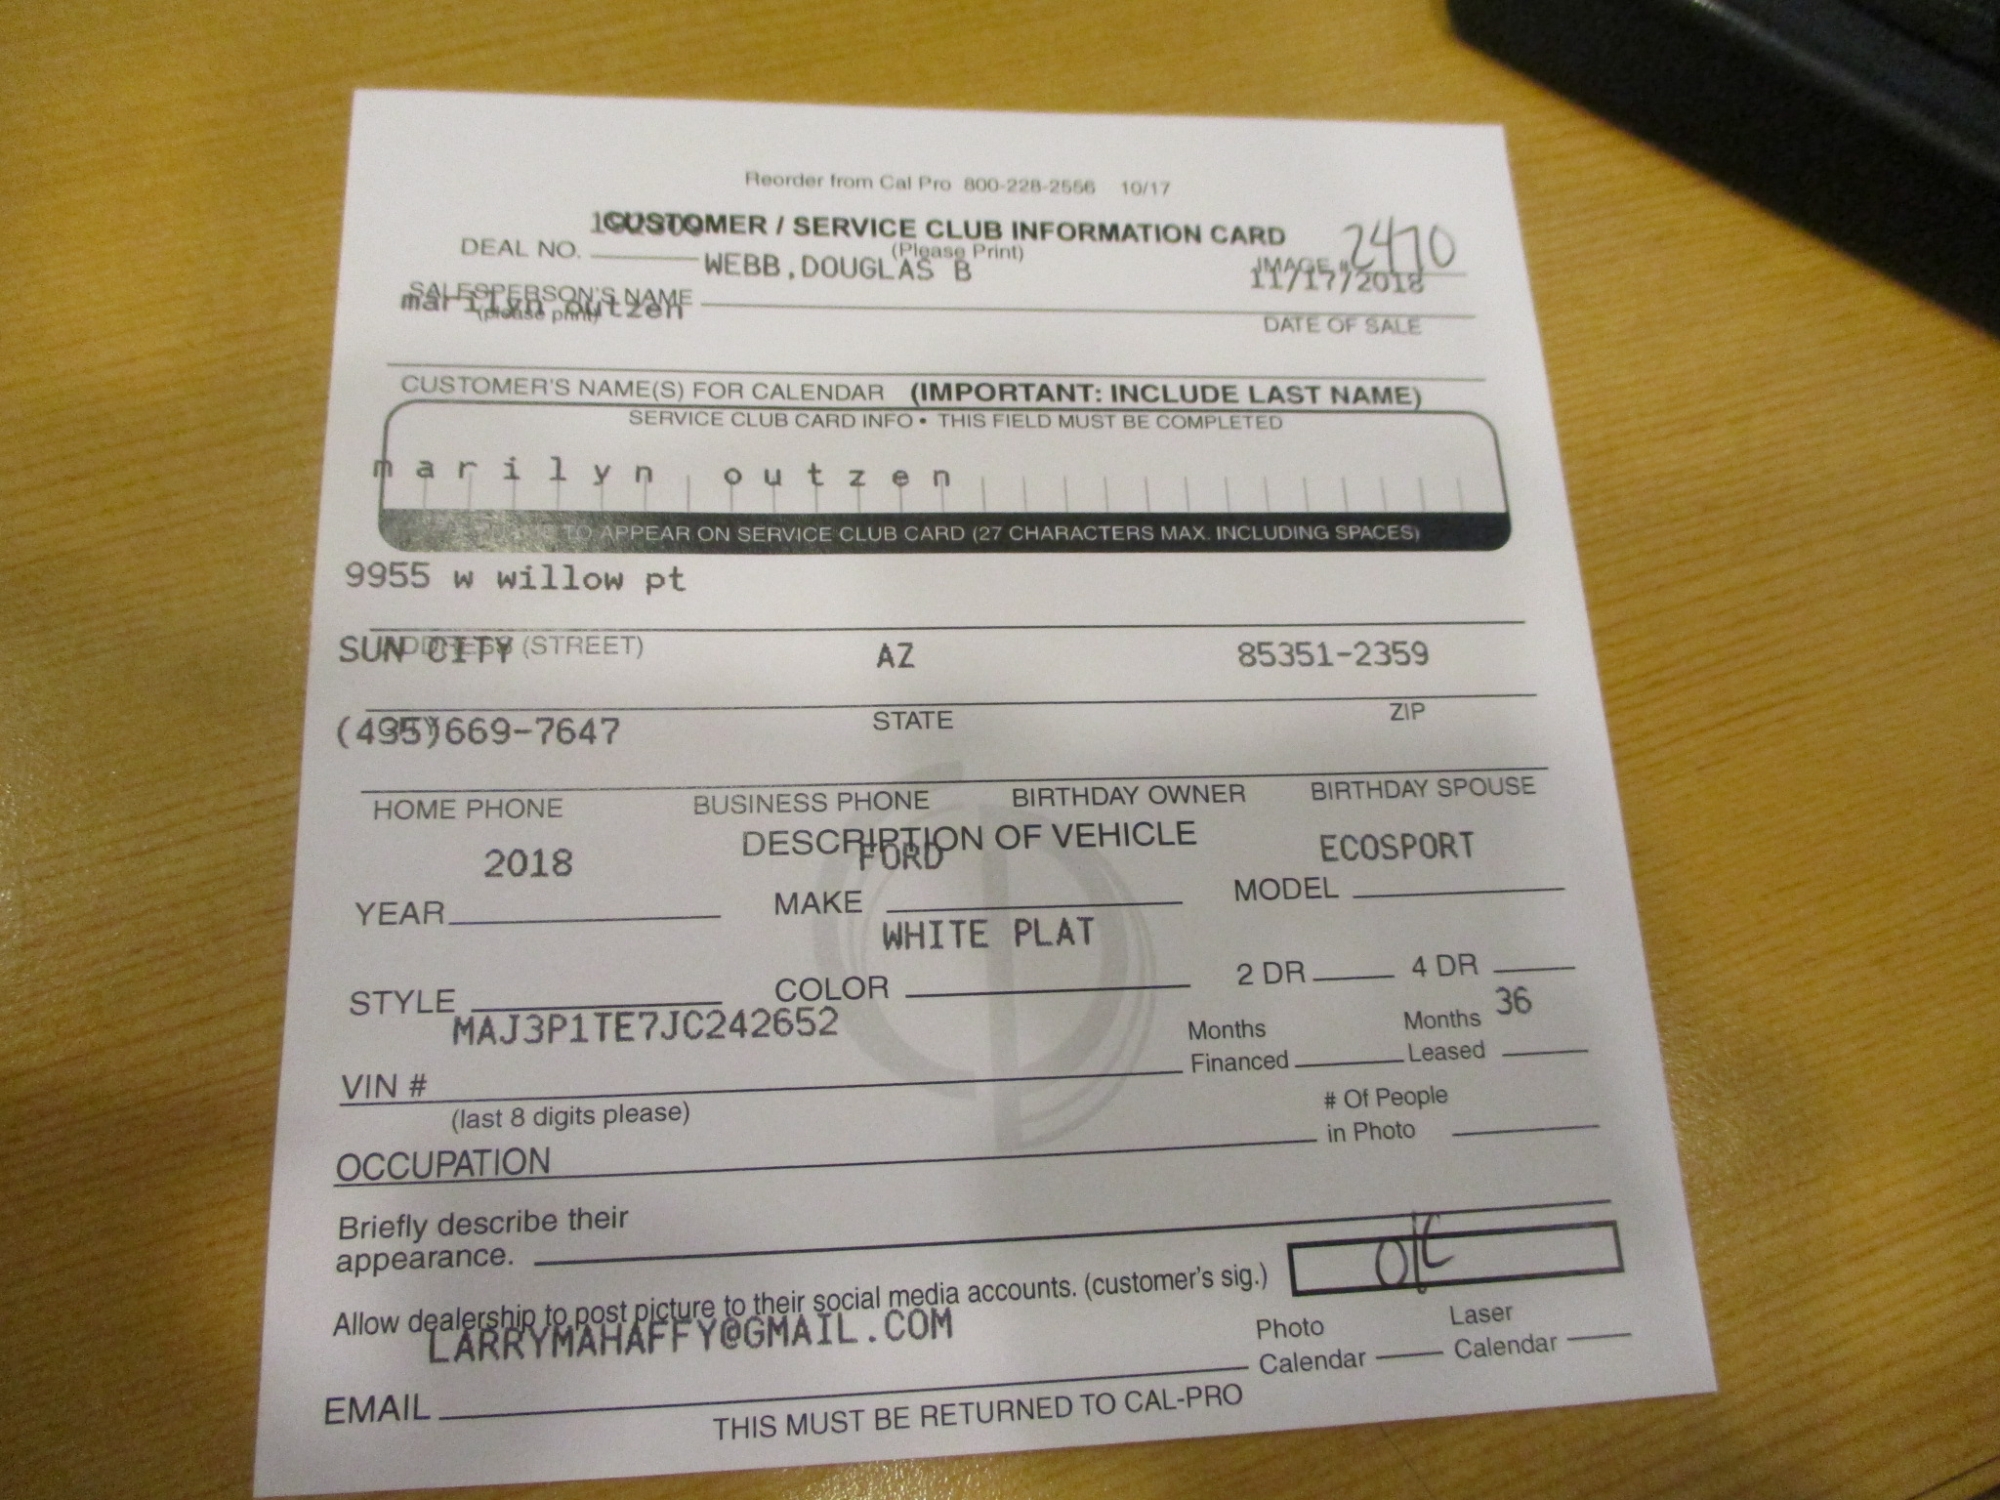 Reorder from Cal Pro 800-228-2556 10/17
CUSTOMER / SERVICE CLUB INFORMATION CARD
(Please Print)
DEAL NO.
IMAGE # 2470
WEBB,DOUGLAS B 11/17/2018
SALESPERSON'S NAME
(please print)
marilyn outzen
DATE OF SALE
CUSTOMER'S NAME(S) FOR CALENDAR (IMPORTANT: INCLUDE LAST NAME)
SERVICE CLUB CARD INFO • THIS FIELD MUST BE COMPLETED
marilyn outzen
TO APPEAR ON SERVICE CLUB CARD (27 CHARACTERS MAX. INCLUDING SPACES)
9955 w willow pt
ADDRESS (STREET)
SUN CITY AZ 85351-2359
CITY STATE ZIP
(435)669-7647
HOME PHONE BUSINESS PHONE BIRTHDAY OWNER BIRTHDAY SPOUSE
DESCRIPTION OF VEHICLE
2018 FORD ECOSPORT
YEAR MAKE MODEL
WHITE PLAT
STYLE COLOR 2 DR 4 DR
MAJ3P1TE7JC242652
Months Financed Months Leased 36
VIN #
(last 8 digits please)
# Of People in Photo
OCCUPATION
Briefly describe their
appearance.
Allow dealership to post picture to their social media accounts. (customer's sig.) OK
LARRYMAHAFFY@GMAIL.COM
Photo Calendar Laser Calendar
EMAIL
THIS MUST BE RETURNED TO CAL-PRO